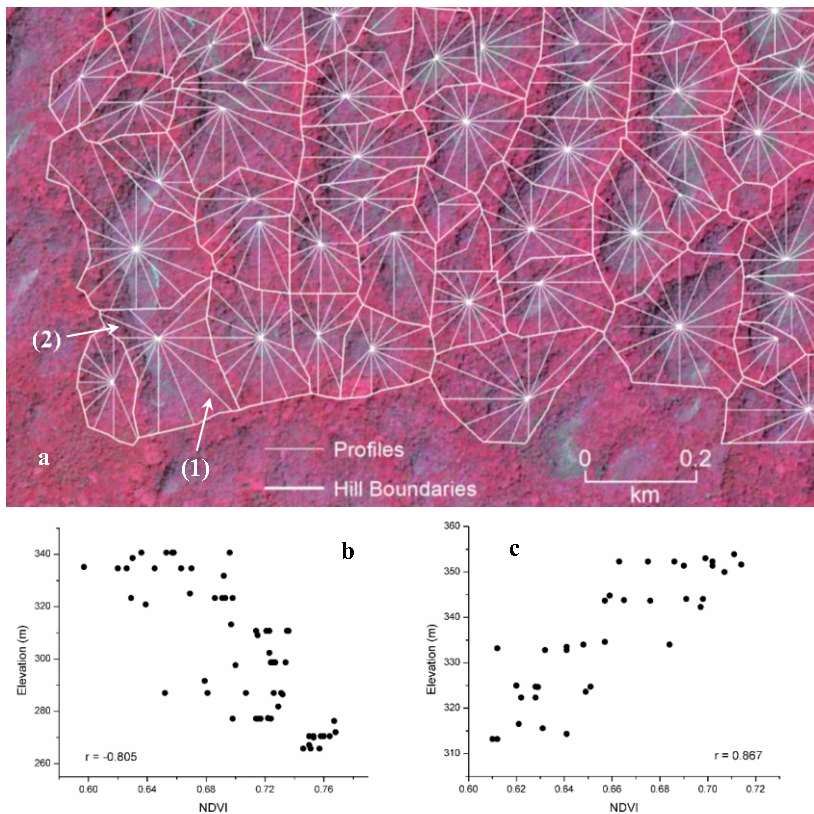 (2)
(1)
a
Profiles
Hill Boundaries
0 0.2
km
b
340
320
300
280
260
Elevation (m)
r = -0.805
0.60 0.64 0.68 0.72 0.76
NDVI
c
360
350
340
330
320
310
Elevation (m)
r = 0.867
0.60 0.62 0.64 0.66 0.68 0.70 0.72
NDVI